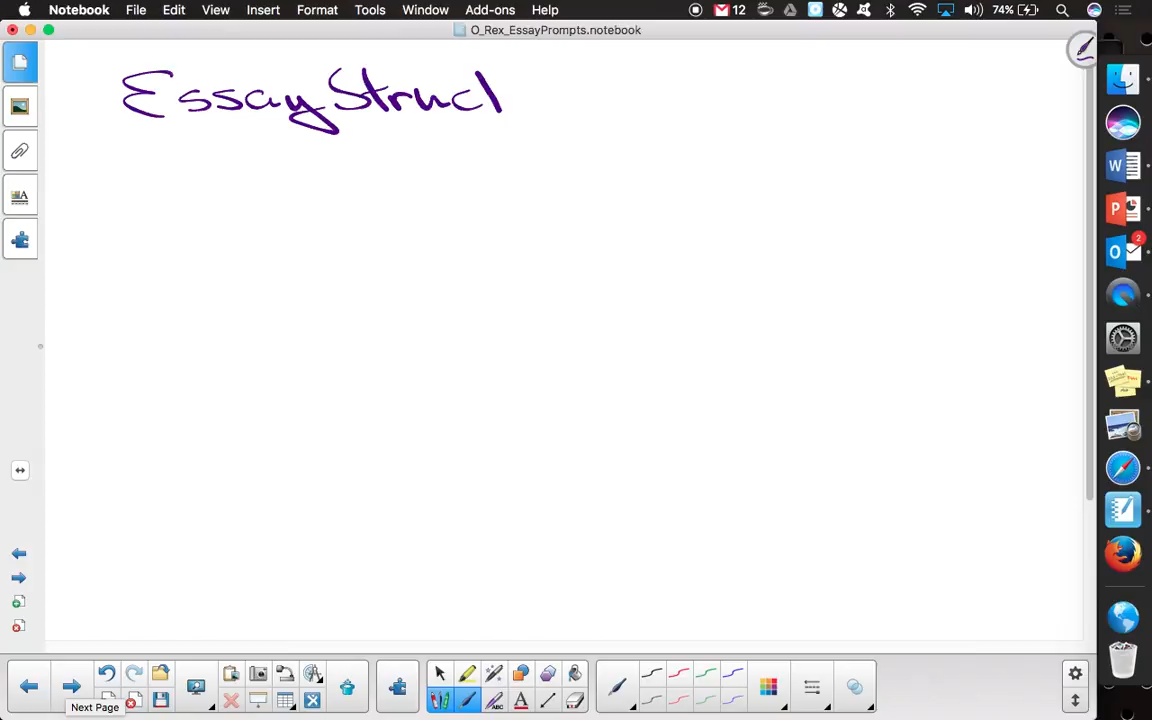 Notebook File Edit View Insert Format Tools Window Add-ons Help 12 74%
O_Rex_EssayPrompts.notebook
Essay Struct
2
Next Page